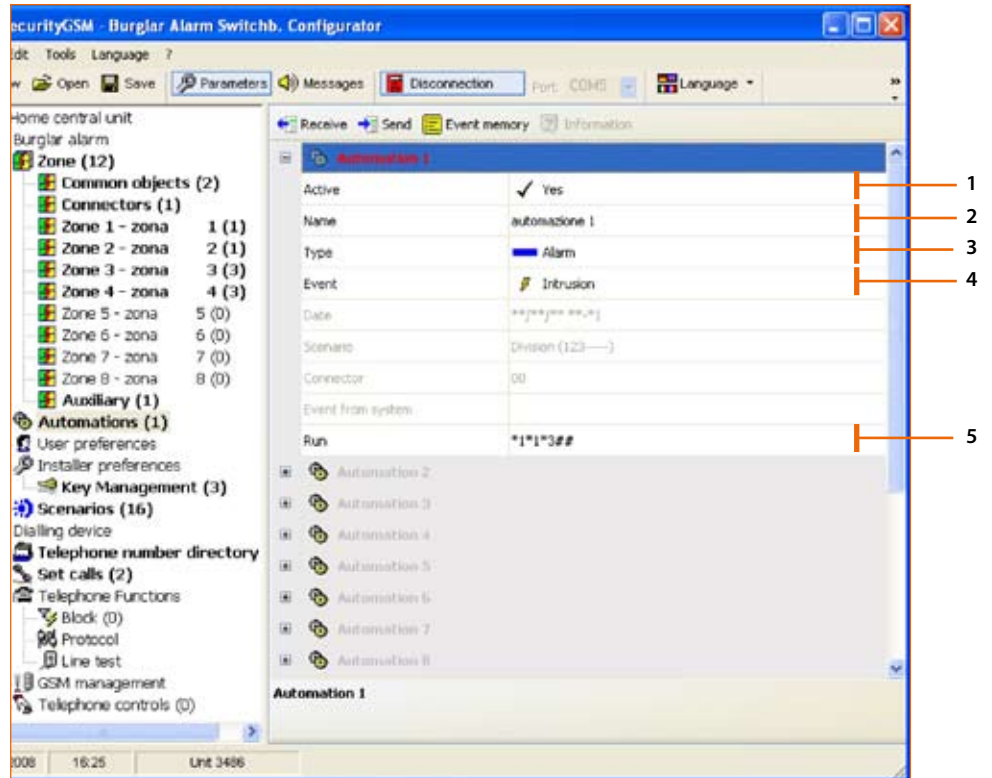 ecurityGSM - Burglar Alarm Switchb. Configurator
dit Tools Language ?
w Open Save Parameters Messages Disconnection Port: COM5 Language »
Home central unit
Burglar alarm
Zone (12)
Common objects (2)
Connectors (1)
Zone 1 - zona 1 (1)
Zone 2 - zona 2 (1)
Zone 3 - zona 3 (3)
Zone 4 - zona 4 (3)
Zone 5 - zona 5 (0)
Zone 6 - zona 6 (0)
Zone 7 - zona 7 (0)
Zone 8 - zona 8 (0)
Auxiliary (1)
Automations (1)
User preferences
Installer preferences
Key Management (3)
Scenarios (16)
Dialling device
Telephone number directory
Set calls (2)
Telephone Functions
Block (0)
Protocol
Line test
GSM management
Telephone controls (0)
Receive Send Event memory Information
Automation 1
Active Yes 1
Name automazione 1 2
Type Alarm 3
Event Intrusion 4
Date
Scenario Division (123-----)
Connector 00
Event from system
Run *1*1*3## 5
Automation 2
Automation 3
Automation 4
Automation 5
Automation 6
Automation 7
Automation 8
Automation 1
2008 16:25 Unit 3486